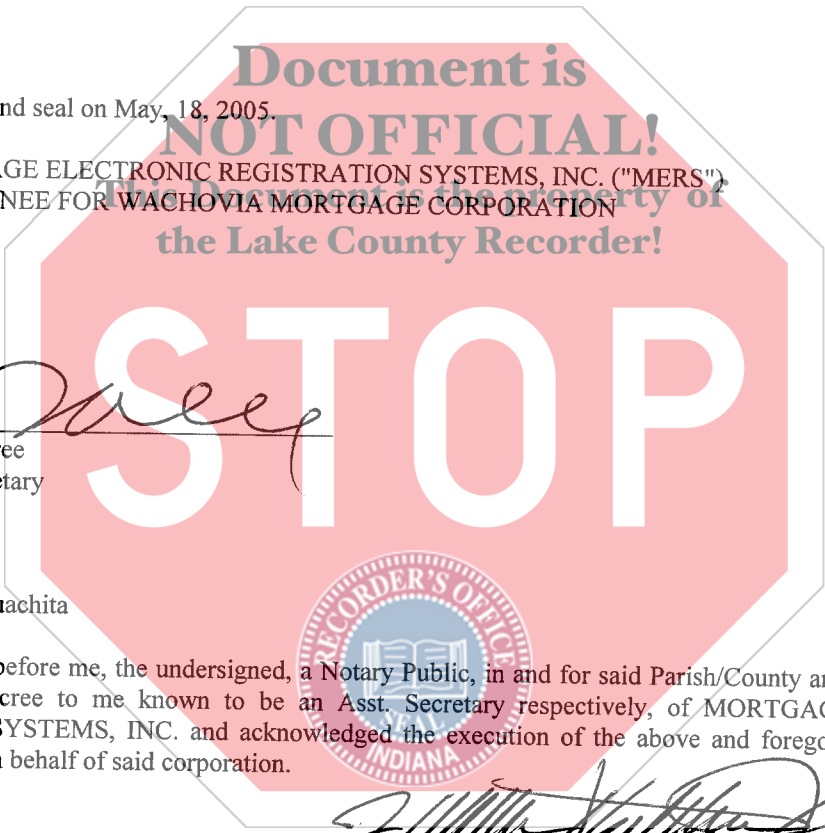 Document is
nd seal on May, 18, 2005.
NOT OFFICIAL!
GE ELECTRONIC REGISTRATION SYSTEMS, INC. ("MERS")
This Document is the property of
NEE FOR WACHOVIA MORTGAGE CORPORATION
the Lake County Recorder!
STOP
ree
etary
uachita
RECORDER'S OFFICE
before me, the undersigned, a Notary Public, in and for said Parish/County an
cree to me known to be an Asst. Secretary respectively, of MORTGAG
SYSTEMS, INC. and acknowledged the execution of the above and forego
SEAL
behalf of said corporation.
INDIANA